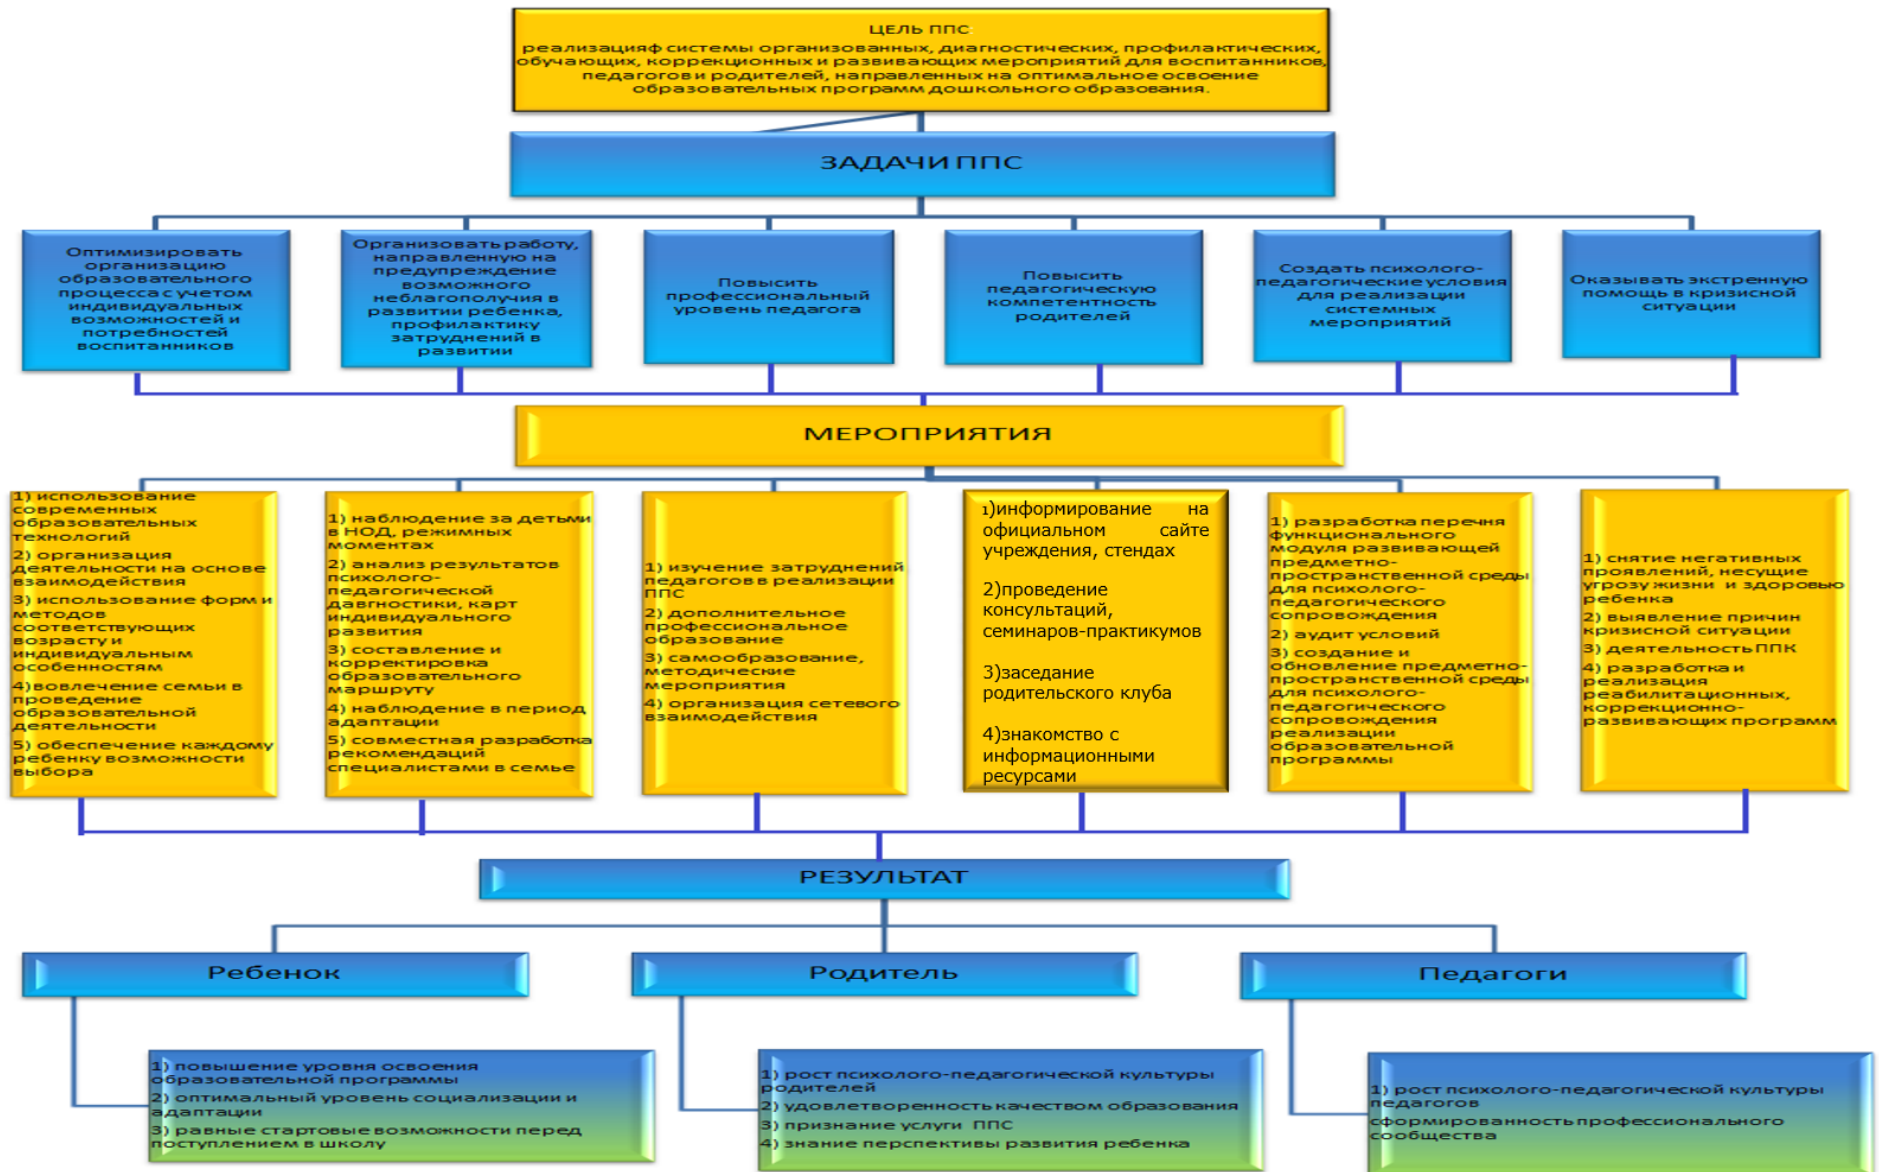 ЦЕЛЬ ППС:
реализацияф системы организованных, диагностических, профилактических,
обучающих, коррекционных и развивающих мероприятий для воспитанников,
педагогов и родителей, направленных на оптимальное освоение
образовательных программ дошкольного образования.
ЗАДАЧИ ППС
Оптимизировать
организацию
образовательного
процесса с учетом
индивидуальных
возможностей и
потребностей
воспитанников
Организовать работу,
направленную на
предупреждение
возможного
неблагополучия в
развитии ребенка,
профилактику
затруднений в
развитии
Повысить
профессиональный
уровень педагога
Повысить
педагогическую
компетентность
родителей
Создать психолого-
педагогические условия
для реализации
системных
мероприятий
Оказывать экстренную
помощь в кризисной
ситуации
МЕРОПРИЯТИЯ
1) использование
современных
образовательных
технологий
2) организация
деятельности на основе
взаимодействия
3) использование форм и
методов
соответствующих
возрасту и
индивидуальным
особенностям
4)вовлечение семьи в
проведение
образовательной
деятельности
5) обеспечение каждому
ребенку возможности
выбора
1) наблюдение за детьми
в НОД, режимных
моментах
2) анализ результатов
психолого-
педагогической
давгностики, карт
индивидуального
развития
3) составление и
корректировка
образовательного
маршруту
4) наблюдение в период
адаптации
5) совместная разработка
рекомендаций
специалистами в семье
1) изучение затруднений
педагогов в реализации
ППС
2) дополнительное
профессиональное
образование
3) самообразование,
методические
мероприятия
4) организация сетевого
взаимодействия
1)информирование на
официальном сайте
учреждения, стендах
2)проведение
консультаций,
семинаров-практикумов
3)заседание
родительского клуба
4)знакомство с
информационными
ресурсами
1) разработка перечня
функционального
модуля развивающей
предметно-
пространственной среды
для психолого-
педагогического
сопровождения
2) аудит условий
3) создание и
обновление предметно-
пространственной среды
для психолого-
педагогического
сопровождения
реализации
образовательной
программы
1) снятие негативных
проявлений, несущие
угрозу жизни и здоровью
ребенка
2) выявление причин
кризисной ситуации
3) деятельность ППК
4) разработка и
реализация
реабилитационных,
коррекционно-
развивающих программ
РЕЗУЛЬТАТ
Ребенок
Родитель
Педагоги
1) повышение уровня освоения
образовательной программы
2) оптимальный уровень социализации и
адаптации
3) равные стартовые возможности перед
поступлением в школу
1) рост психолого-педагогической культуры
родителей
2) удовлетворенность качеством образования
3) признание услуги ППС
4) знание перспективы развития ребенка
1) рост психолого-педагогической культуры
педагогов
сформированность профессионального
сообщества